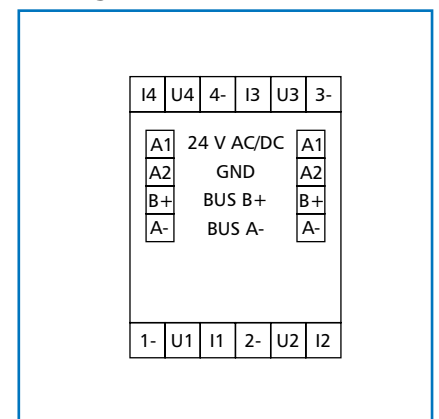 I4 U4 4- I3 U3 3-
A1 24 V AC/DC A1
A2 GND A2
B+ BUS B+ B+
A- BUS A- A-
1- U1 I1 2- U2 I2